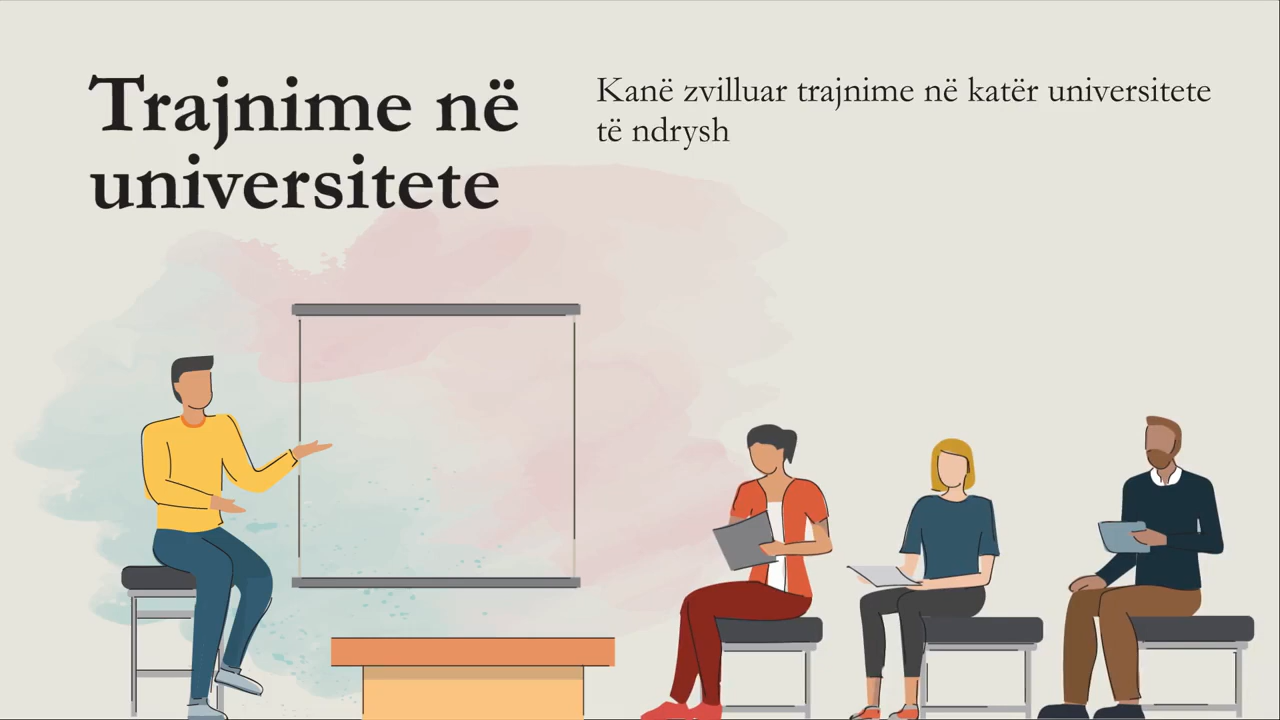 Trajnime në
universitete
Kanë zvilluar trajnime në katër universitete
të ndrysh